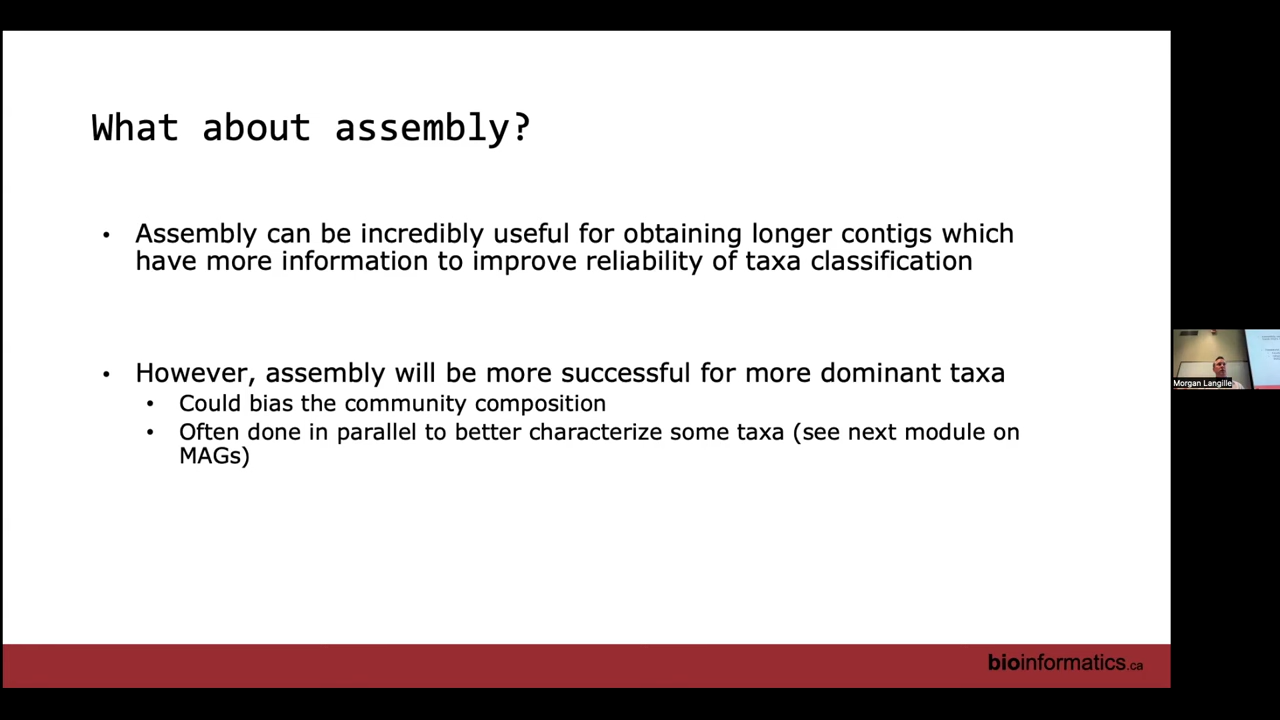 What about assembly?
• Assembly can be incredibly useful for obtaining longer contigs which
have more information to improve reliability of taxa classification
• However, assembly will be more successful for more dominant taxa
• Could bias the community composition
• Often done in parallel to better characterize some taxa (see next module on
MAGs)
Morgan Langille
bioinformatics.ca